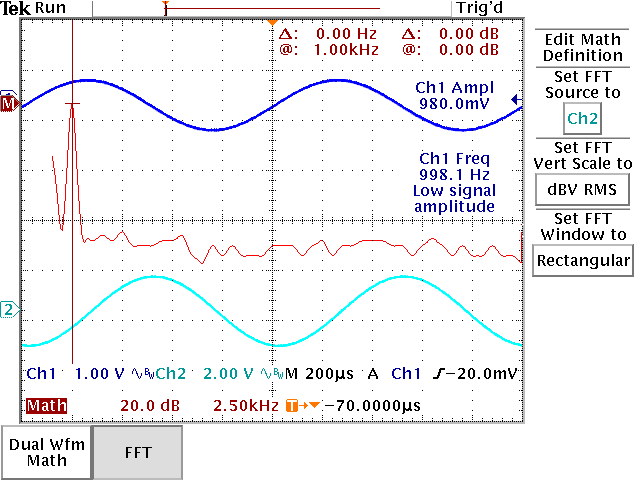 Tek Run Trig'd
Δ: 0.00 Hz Δ: 0.00 dB
@: 1.00kHz @: 0.00 dB
Edit Math
Definition
Set FFT
Source to
Ch2
Set FFT
Vert Scale to
dBV RMS
Set FFT
Window to
Rectangular
M
Ch1 Ampl
980.0mV
Ch1 Freq
998.1 Hz
Low signal
amplitude
2
Ch1 1.00 V ∿BW Ch2 2.00 V ∿BW M 200µs A Ch1 ƒ −20.0mV
Math 20.0 dB 2.50kHz T→▼ −70.0000µs
Dual Wfm
Math
FFT